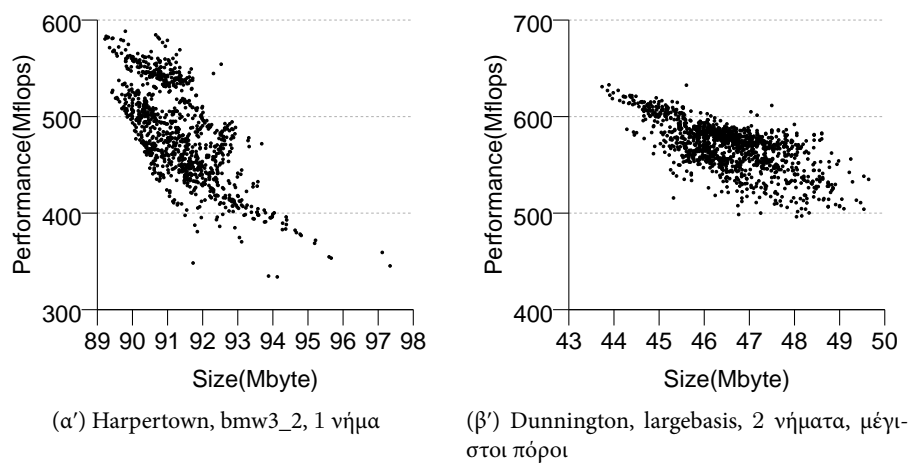 600
500
400
300
Performance(Mflops)
89 90 91 92 93 94 95 96 97 98
Size(Mbyte)
(α′) Harpertown, bmw3_2, 1 νήμα
700
600
500
400
Performance(Mflops)
43 44 45 46 47 48 49 50
Size(Mbyte)
(β′) Dunnington, largebasis, 2 νήματα, μέγι-
στοι πόροι